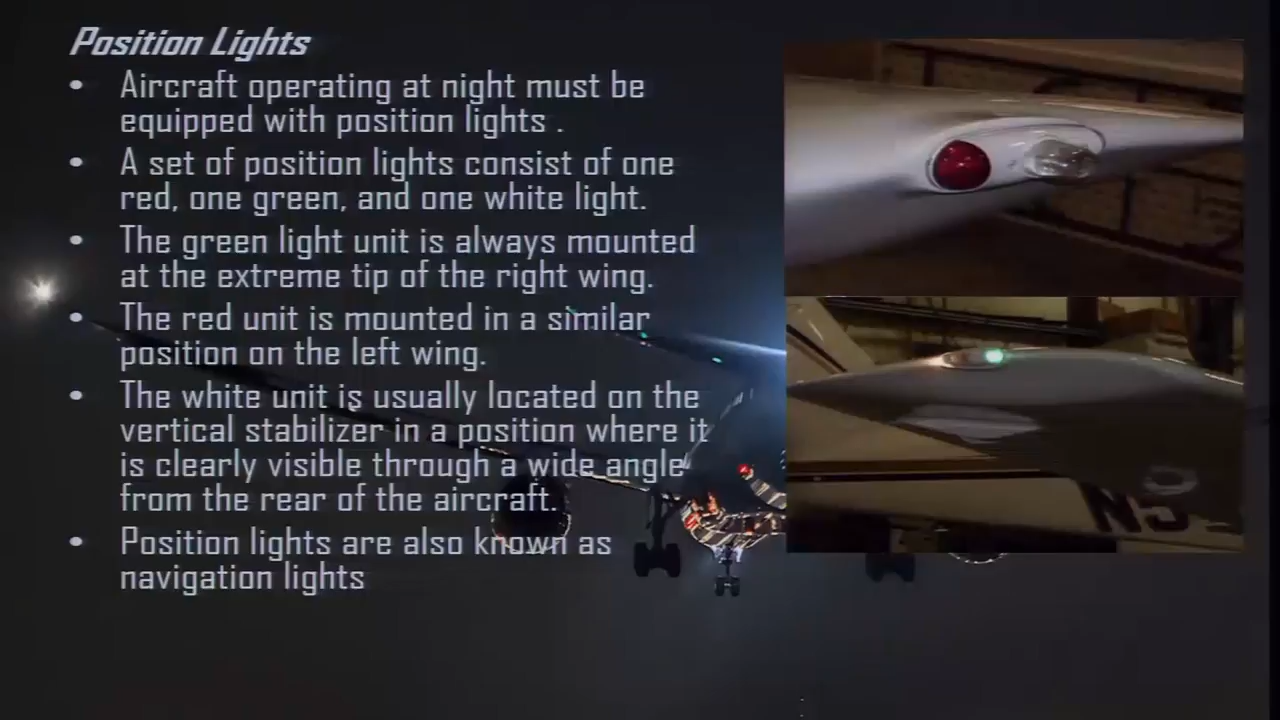 Position Lights
• Aircraft operating at night must be
equipped with position lights .
• A set of position lights consist of one
red, one green, and one white light.
• The green light unit is always mounted
at the extreme tip of the right wing.
• The red unit is mounted in a similar
position on the left wing.
• The white unit is usually located on the
vertical stabilizer in a position where it
is clearly visible through a wide angle
from the rear of the aircraft.
• Position lights are also known as
navigation lights
N5